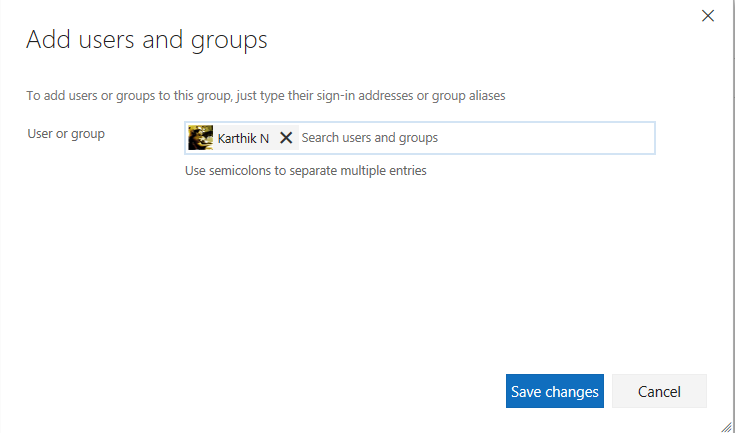 Add users and groups
To add users or groups to this group, just type their sign-in addresses or group aliases
User or group
Karthik N Search users and groups
Use semicolons to separate multiple entries
Save changes Cancel